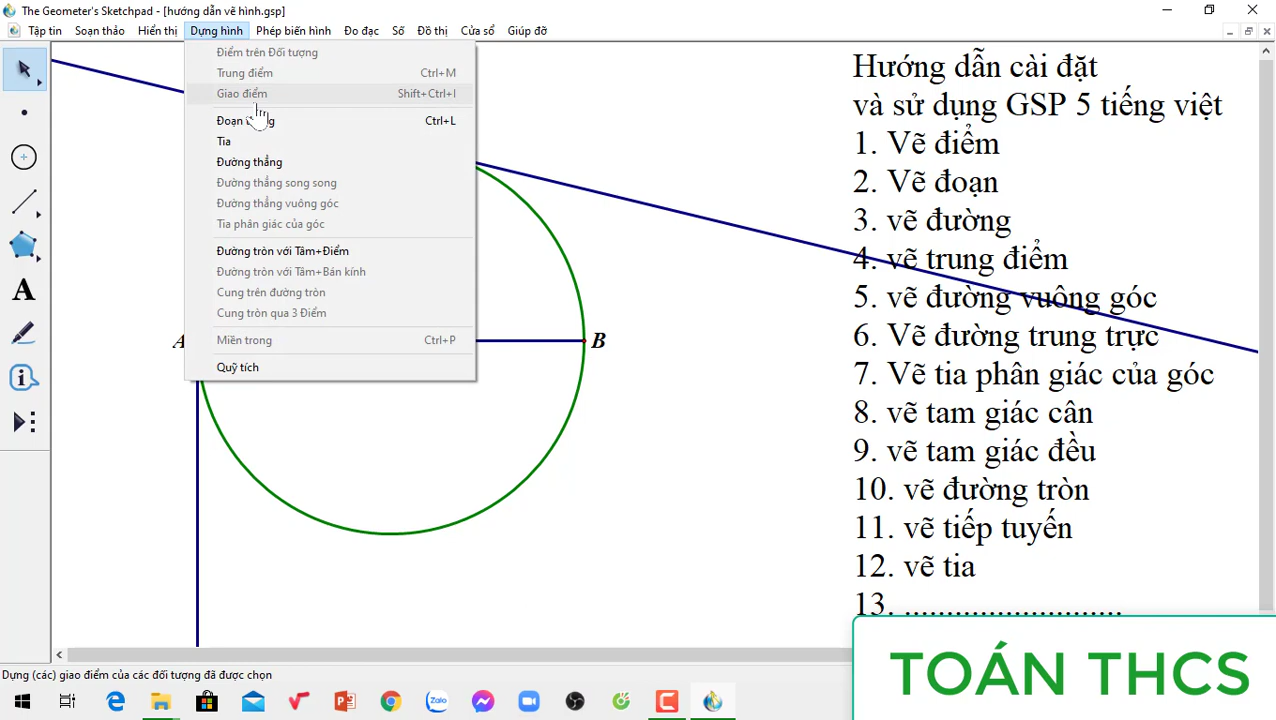 The Geometer's Sketchpad - [hướng dẫn vẽ hình.gsp]
Tập tin Soạn thảo Hiển thị Dựng hình Phép biến hình Đo đạc Số Đồ thị Cửa sổ Giúp đỡ
Điểm trên Đối tượng
Trung điểm Ctrl+M
Giao điểm Shift+Ctrl+I
Đoạn Ctrl+L
Tia
Đường thẳng
Đường thẳng song song
Đường thẳng vuông góc
Tia phân giác của góc
Đường tròn với Tâm+Điểm
Đường tròn với Tâm+Bán kính
Cung trên đường tròn
Cung tròn qua 3 Điểm
Miền trong Ctrl+P
Quỹ tích
A
B
Hướng dẫn cài đặt
và sử dụng GSP 5 tiếng việt
1. Vẽ điểm
2. Vẽ đoạn
3. vẽ đường
4. vẽ trung điểm
5. vẽ đường vuông góc
6. Vẽ đường trung trực
7. Vẽ tia phân giác của góc
8. vẽ tam giác cân
9. vẽ tam giác đều
10. vẽ đường tròn
11. vẽ tiếp tuyến
12. vẽ tia
13. ..........................
Dựng (các) giao điểm của các đối tượng đã được chọn
Zalo
TOÁN THCS